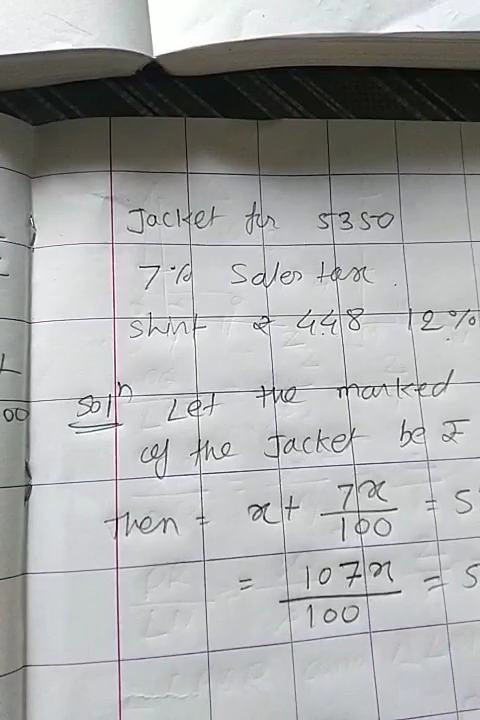 Jacket for 5350
7% Sales tax.
Shirt ₹ 448 12%
Solⁿ Let the marked
of the Jacket be ₹
Then = x + 7x/100 = 5
= 107x/100 = 5